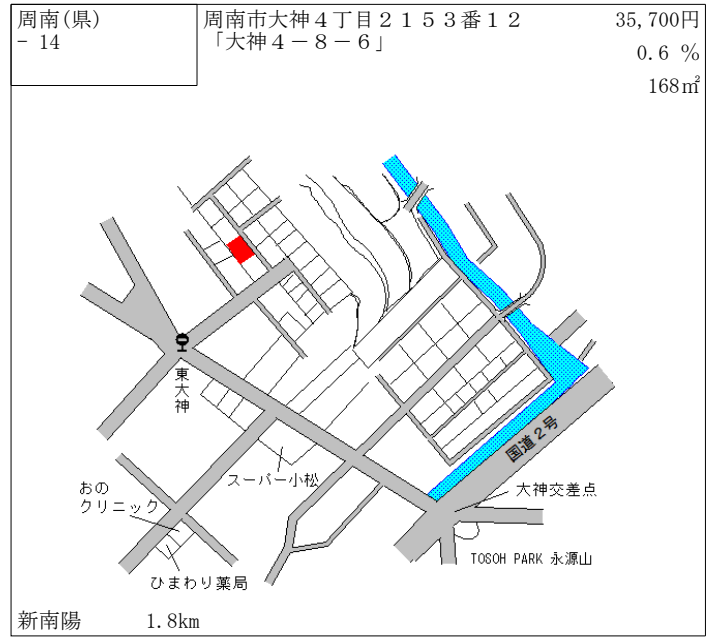 周南(県)
- 14
周南市大神４丁目２１５３番１２
「大神４－８－６」
35,700円
0.6 %
168㎡
東大神
国道２号
スーパー小松
おの
クリニック
大神交差点
TOSOH PARK 永源山
ひまわり薬局
新南陽 1.8km